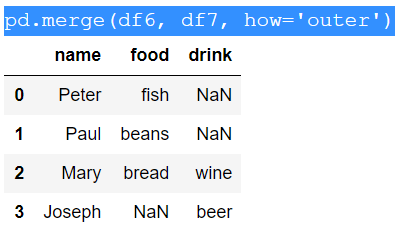 pd.merge(df6, df7, how='outer')
name food drink
0 Peter fish NaN
1 Paul beans NaN
2 Mary bread wine
3 Joseph NaN beer